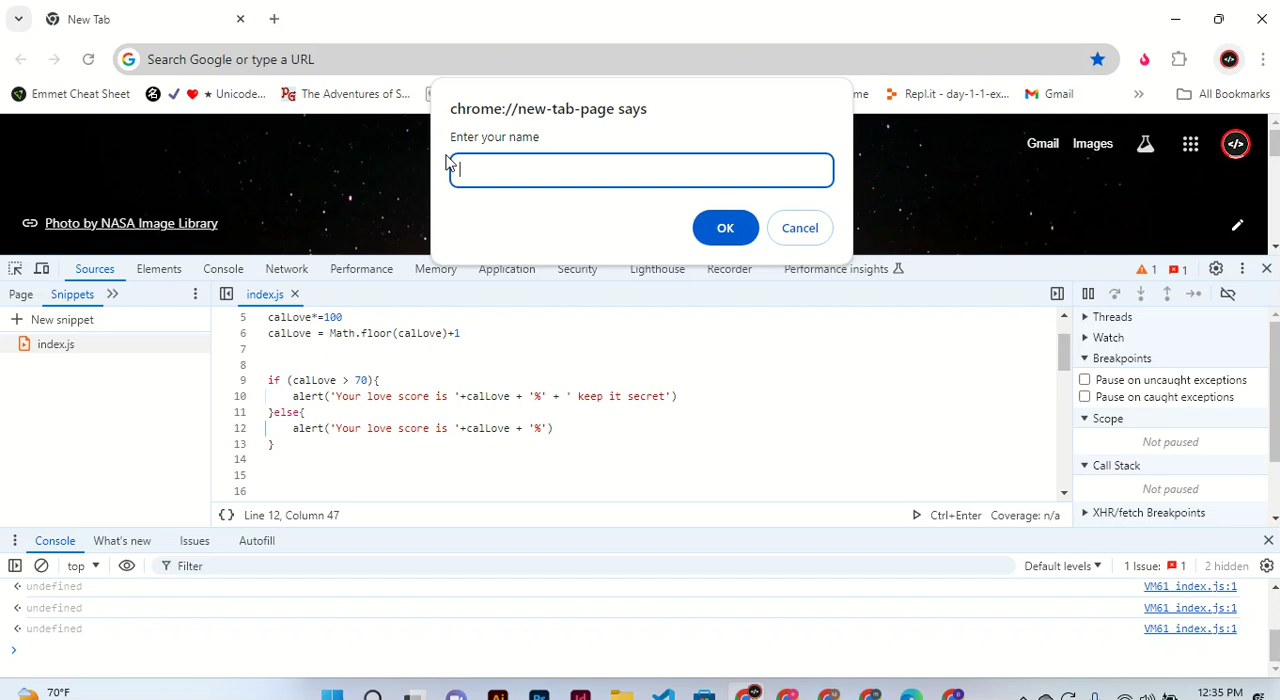 New Tab
Search Google or type a URL
Emmet Cheat Sheet
★ Unicode...
The Adventures of S...
me
Repl.it - day-1-1-ex...
Gmail
All Bookmarks
chrome://new-tab-page says
Enter your name
OK
Cancel
Gmail
Images
Photo by NASA Image Library
Sources
Elements
Console
Network
Performance
Memory
Application
Security
Lighthouse
Recorder
Performance insights
1
1
Page
Snippets
index.js
New snippet
index.js
5 calLove*=100
6 calLove = Math.floor(calLove)+1
7
8
9 if (calLove > 70){
10 alert('Your love score is '+calLove + '%' + ' keep it secret')
11 }else{
12 alert('Your love score is '+calLove + '%')
13 }
14
15
16
{} Line 12, Column 47
Ctrl+Enter
Coverage: n/a
Threads
Watch
Breakpoints
Pause on uncaught exceptions
Pause on caught exceptions
Scope
Not paused
Call Stack
Not paused
XHR/fetch Breakpoints
Console
What's new
Issues
Autofill
top
Filter
Default levels
1 Issue: 1
2 hidden
undefined VM61 index.js:1
undefined VM61 index.js:1
undefined VM61 index.js:1
70°F
12:35 PM